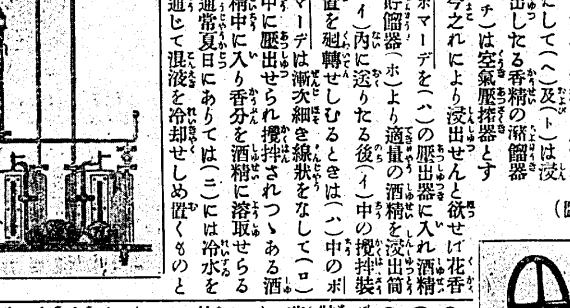 にして(ヘ)及(ト)は浸
出したる香精の瀦餾器
チ)は空氣壓搾器とす
今之れにより浸出せんと欲せば花香
ポマーデを(ハ)の壓出器に入れ酒精
貯餾器(ホ)より適量の酒精を浸出筒
イ)內に送りたる後(イ)中の攪拌裝
置を廻轉せしむるときは(ハ)中のポ
マーデは漸次細き線狀をなして(ロ)
中に壓出せられ攪拌されつゝある酒
精中に入り香分を酒精に溶取せらる
通常夏日にありては(ニ)には冷水を
通じて混液を冷却せしめ置くものと